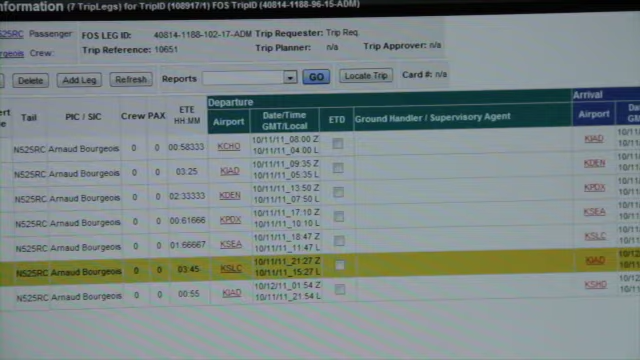 nformation (7 TripLegs) for TripID (108917/1) FOS TripID (40814-1188-96-15-ADM)
525RC Passenger FOS LEG ID: 40814-1188-102-17-ADM Trip Requester: Trip Req.
urgeois Crew: Trip Reference: 10651 Trip Planner: n/a Trip Approver: n/a
Delete Add Leg Refresh Reports GO Locate Trip Card #: n/a
Departure Arrival
Tail PIC / SIC Crew PAX ETE HH:MM Airport Date/Time GMT/Local ETD Ground Handler / Supervisory Agent Airport
N525RC Arnaud Bourgeois 0 0 00:58333 KCHO 10/11/11_08:00 Z KIAD
10/11/11_04:00 L
N525RC Arnaud Bourgeois 0 0 03:25 KIAD 10/11/11_09:35 Z KDEN
10/11/11_05:35 L
N525RC Arnaud Bourgeois 0 0 02:33333 KDEN 10/11/11_13:50 Z KPDX
10/11/11_07:50 L
N525RC Arnaud Bourgeois 0 0 00:61666 KPDX 10/11/11_17:10 Z KSEA
10/11/11_10:10 L
N525RC Arnaud Bourgeois 0 0 01:66667 KSEA 10/11/11_18:47 Z KSLC
10/11/11_11:47 L
N525RC Arnaud Bourgeois 0 0 03:45 KSLC 10/11/11_21:27 Z KIAD
10/11/11_15:27 L
N525RC Arnaud Bourgeois 0 0 00:55 KIAD 10/12/11_01:54 Z
10/11/11_21:54 L